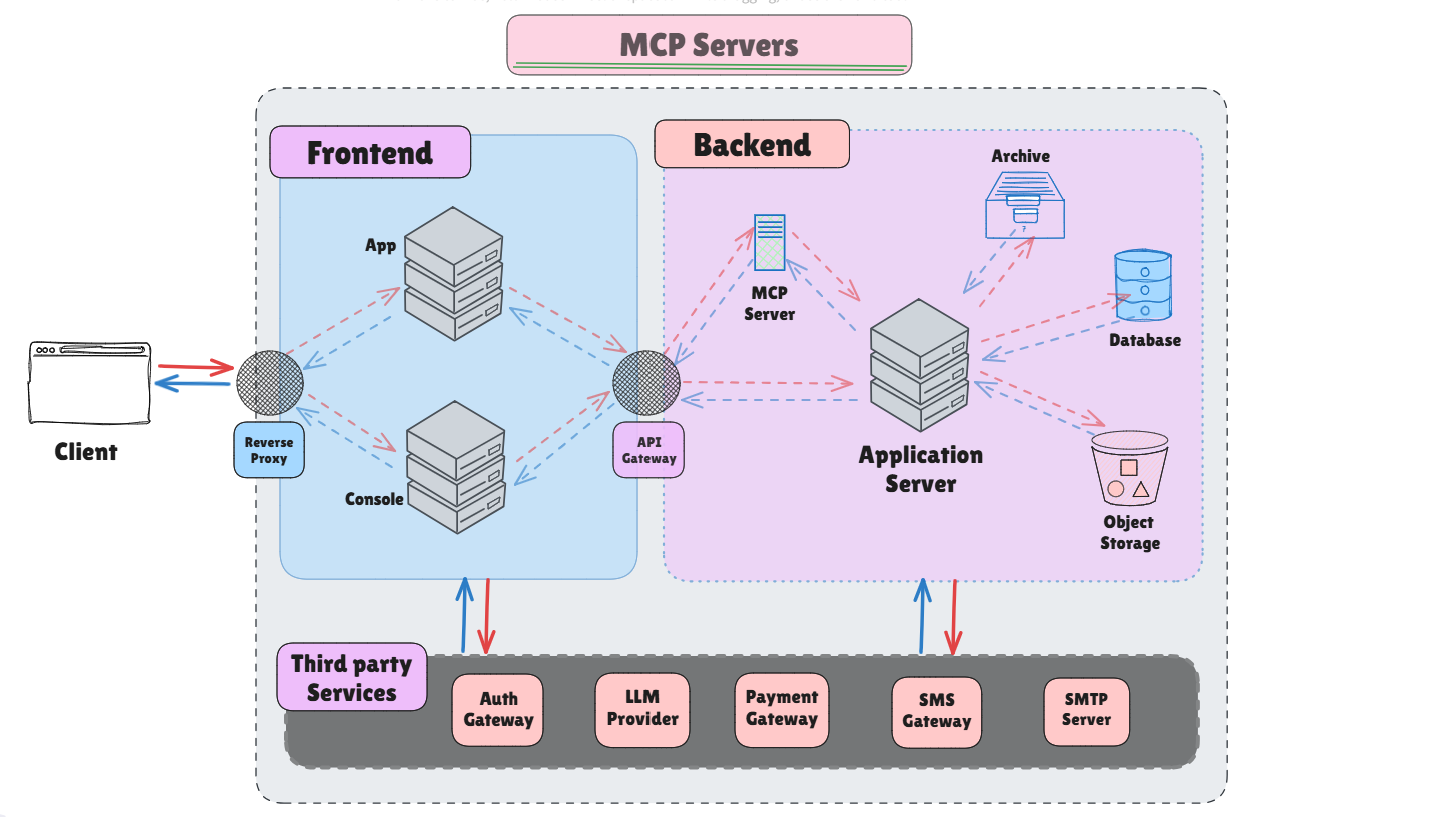 MCP Servers
Frontend
Backend
Archive
App
MCP
Server
Database
Client
Reverse
Proxy
API
Gateway
Application
Server
Console
Object
Storage
Third party
Services
Auth
Gateway
LLM
Provider
Payment
Gateway
SMS
Gateway
SMTP
Server